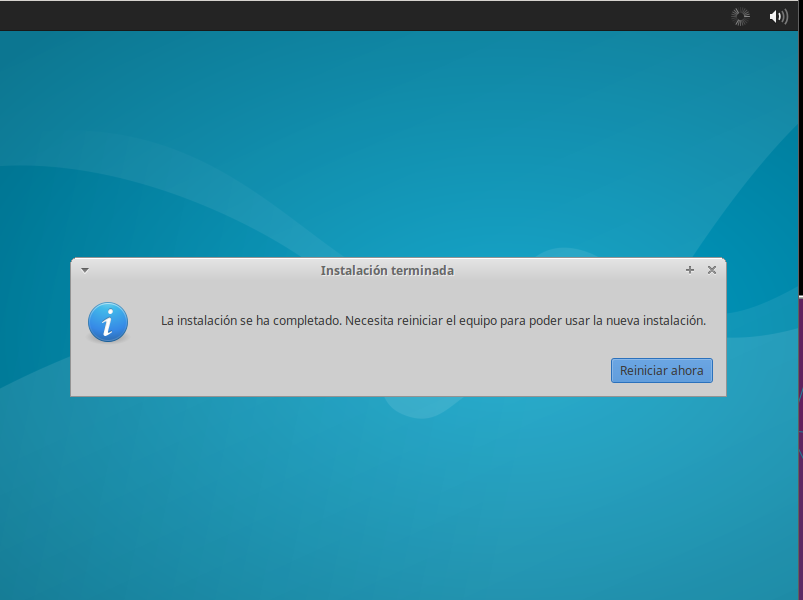 Instalación terminada
La instalación se ha completado. Necesita reiniciar el equipo para poder usar la nueva instalación.
Reiniciar ahora